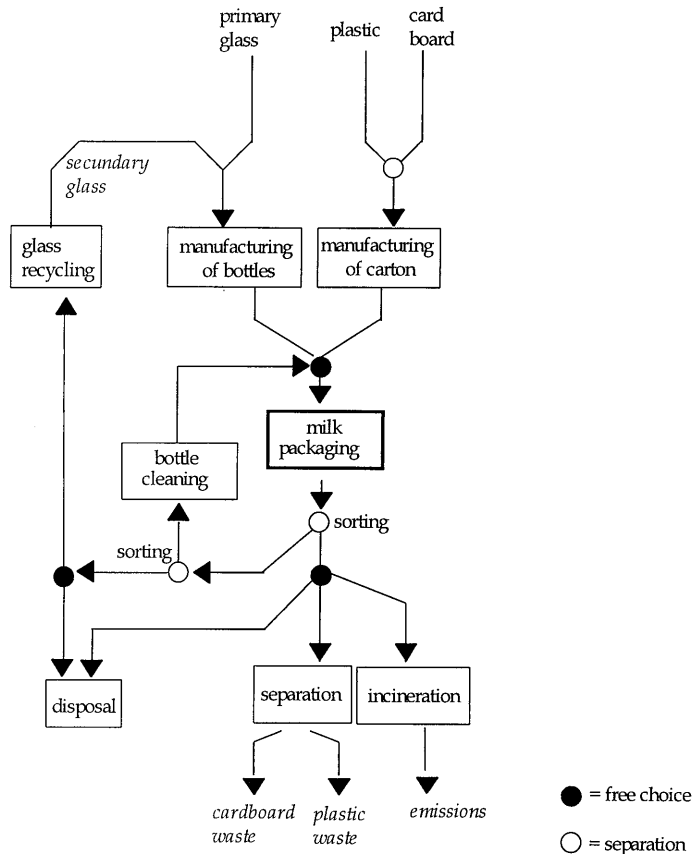 primary
glass
plastic
card
board
secundary
glass
glass
recycling
manufacturing
of bottles
manufacturing
of carton
milk
packaging
bottle
cleaning
sorting
sorting
separation
incineration
disposal
cardboard
waste
plastic
waste
emissions
= free choice
= separation